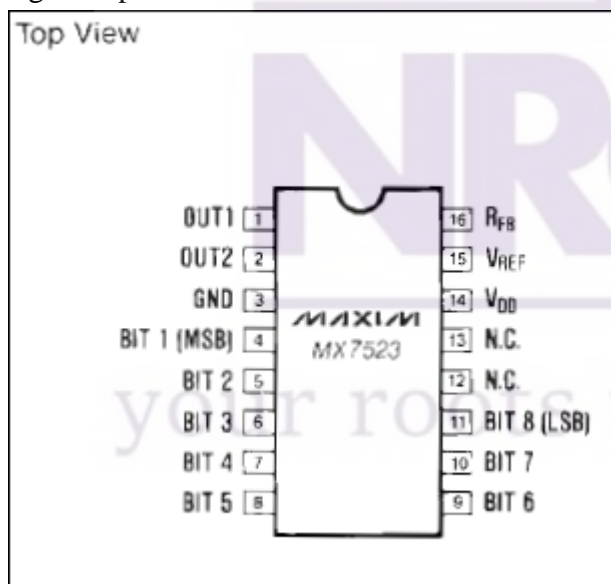 Top View
OUT1 1
OUT2 2
GND 3
BIT 1 (MSB) 4
BIT 2 5
BIT 3 6
BIT 4 7
BIT 5 8
MAXIM
MX7523
16 RFB
15 VREF
14 VDD
13 N.C.
12 N.C.
11 BIT 8 (LSB)
10 BIT 7
9 BIT 6
NRC
your roots